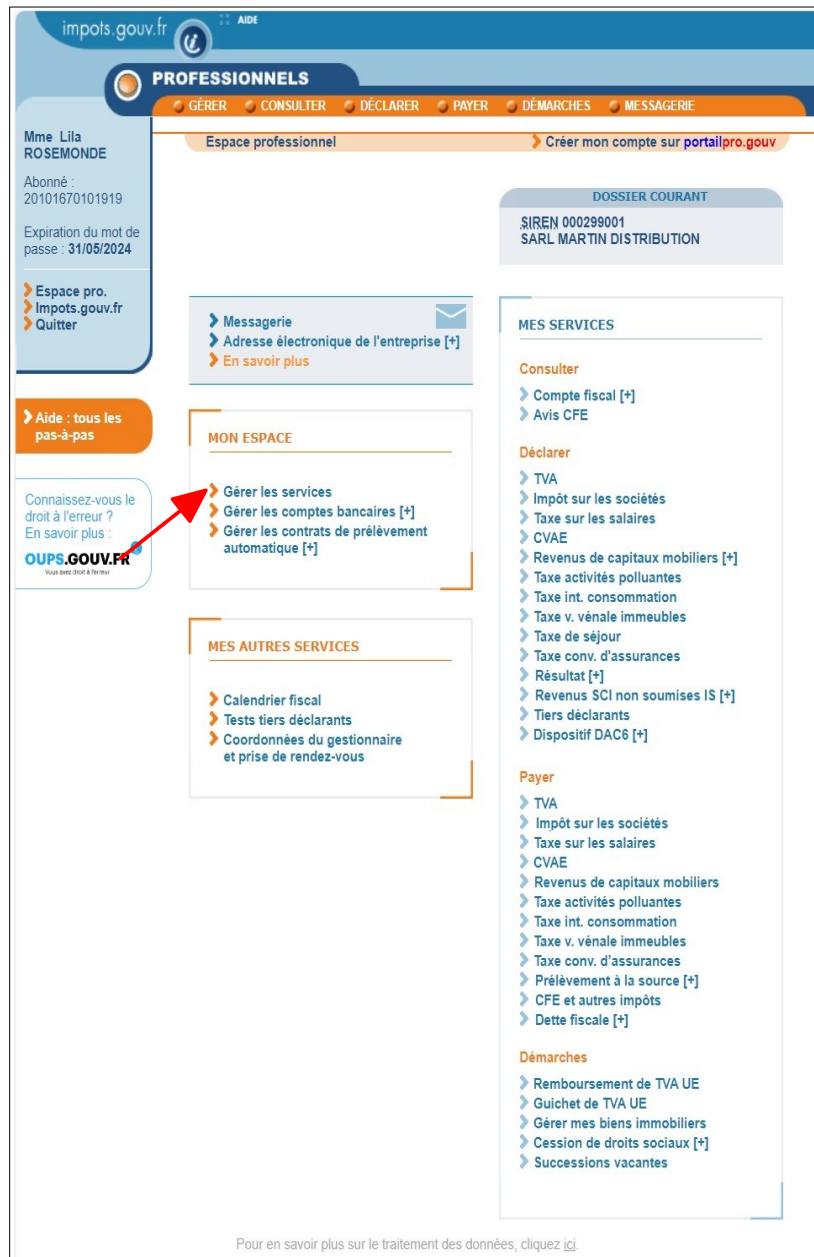 impots.gouv.fr
AIDE
PROFESSIONNELS
GÉRER CONSULTER DÉCLARER PAYER DÉMARCHES MESSAGERIE
Mme Lila
ROSEMONDE
Abonné :
20101670101919
Expiration du mot de
passe : 31/05/2024
Espace pro.
Impots.gouv.fr
Quitter
Aide : tous les
pas-à-pas
Connaissez-vous le
droit à l'erreur ?
En savoir plus :
OUPS.GOUV.FR
Vous avez droit à l'erreur
Espace professionnel
Créer mon compte sur portailpro.gouv
DOSSIER COURANT
SIREN 000299001
SARL MARTIN DISTRIBUTION
Messagerie
Adresse électronique de l'entreprise [+]
En savoir plus
MON ESPACE
Gérer les services
Gérer les comptes bancaires [+]
Gérer les contrats de prélèvement
automatique [+]
MES AUTRES SERVICES
Calendrier fiscal
Tests tiers déclarants
Coordonnées du gestionnaire
et prise de rendez-vous
MES SERVICES
Consulter
Compte fiscal [+]
Avis CFE
Déclarer
TVA
Impôt sur les sociétés
Taxe sur les salaires
CVAE
Revenus de capitaux mobiliers [+]
Taxe activités polluantes
Taxe int. consommation
Taxe v. vénale immeubles
Taxe de séjour
Taxe conv. d'assurances
Résultat [+]
Revenus SCI non soumises IS [+]
Tiers déclarants
Dispositif DAC6 [+]
Payer
TVA
Impôt sur les sociétés
Taxe sur les salaires
CVAE
Revenus de capitaux mobiliers
Taxe activités polluantes
Taxe int. consommation
Taxe v. vénale immeubles
Taxe conv. d'assurances
Prélèvement à la source [+]
CFE et autres impôts
Dette fiscale [+]
Démarches
Remboursement de TVA UE
Guichet de TVA UE
Gérer mes biens immobiliers
Cession de droits sociaux [+]
Successions vacantes
Pour en savoir plus sur le traitement des données, cliquez ici.